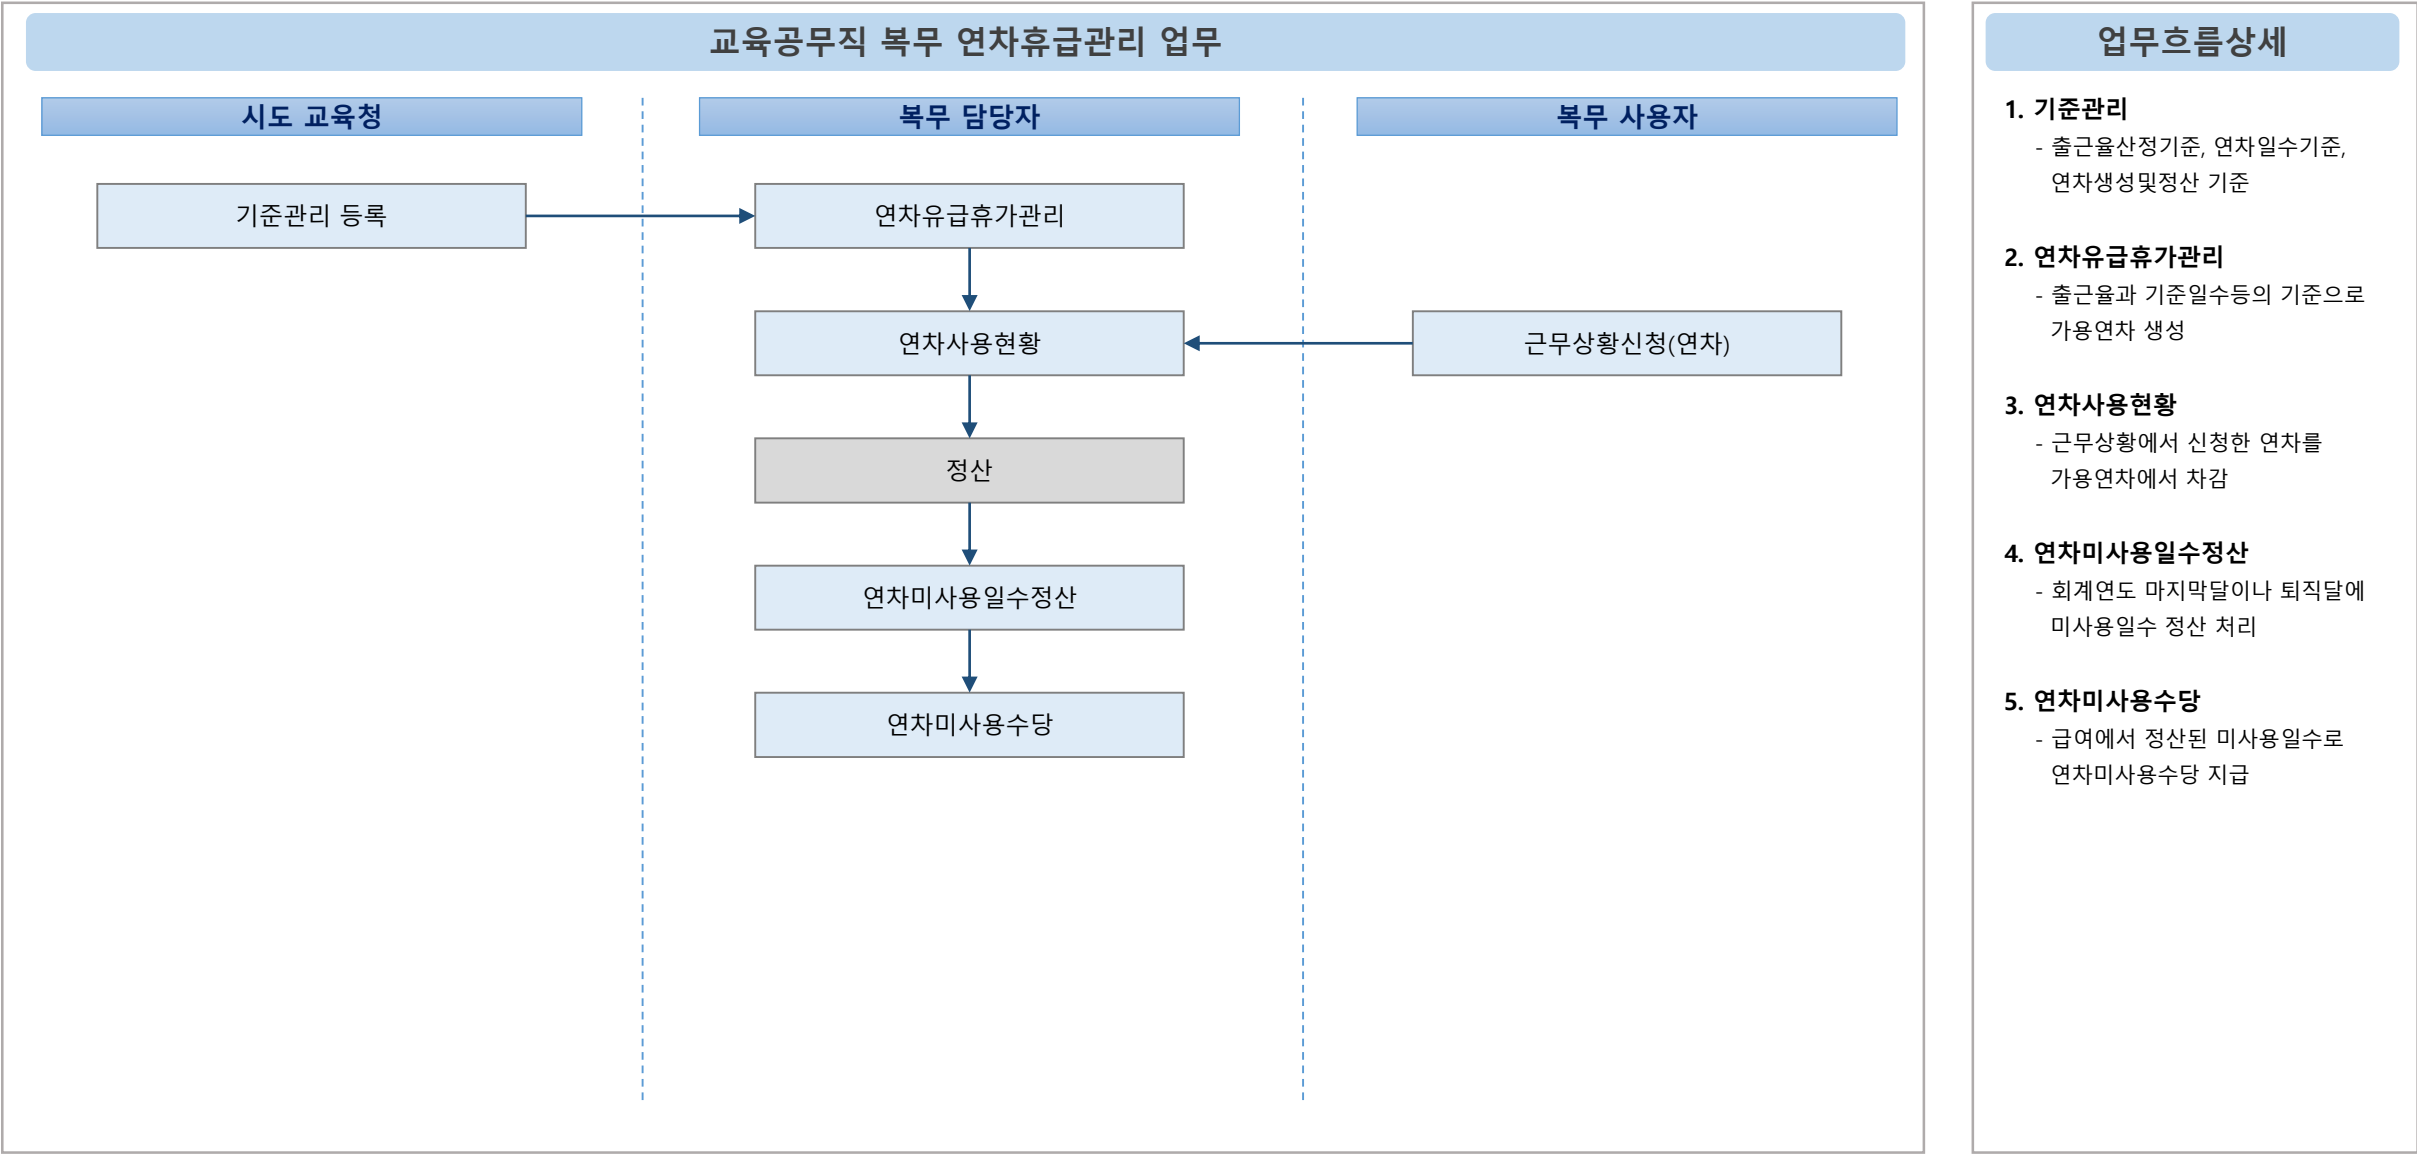 교육공무직 복무 연차휴급관리 업무
시도 교육청
복무 담당자
복무 사용자
기준관리 등록
연차유급휴가관리
연차사용현황
근무상황신청(연차)
정산
연차미사용일수정산
연차미사용수당
업무흐름상세
1. 기준관리
- 출근율산정기준, 연차일수기준,
연차생성및정산 기준
2. 연차유급휴가관리
- 출근율과 기준일수등의 기준으로
가용연차 생성
3. 연차사용현황
- 근무상황에서 신청한 연차를
가용연차에서 차감
4. 연차미사용일수정산
- 회계연도 마지막달이나 퇴직달에
미사용일수 정산 처리
5. 연차미사용수당
- 급여에서 정산된 미사용일수로
연차미사용수당 지급